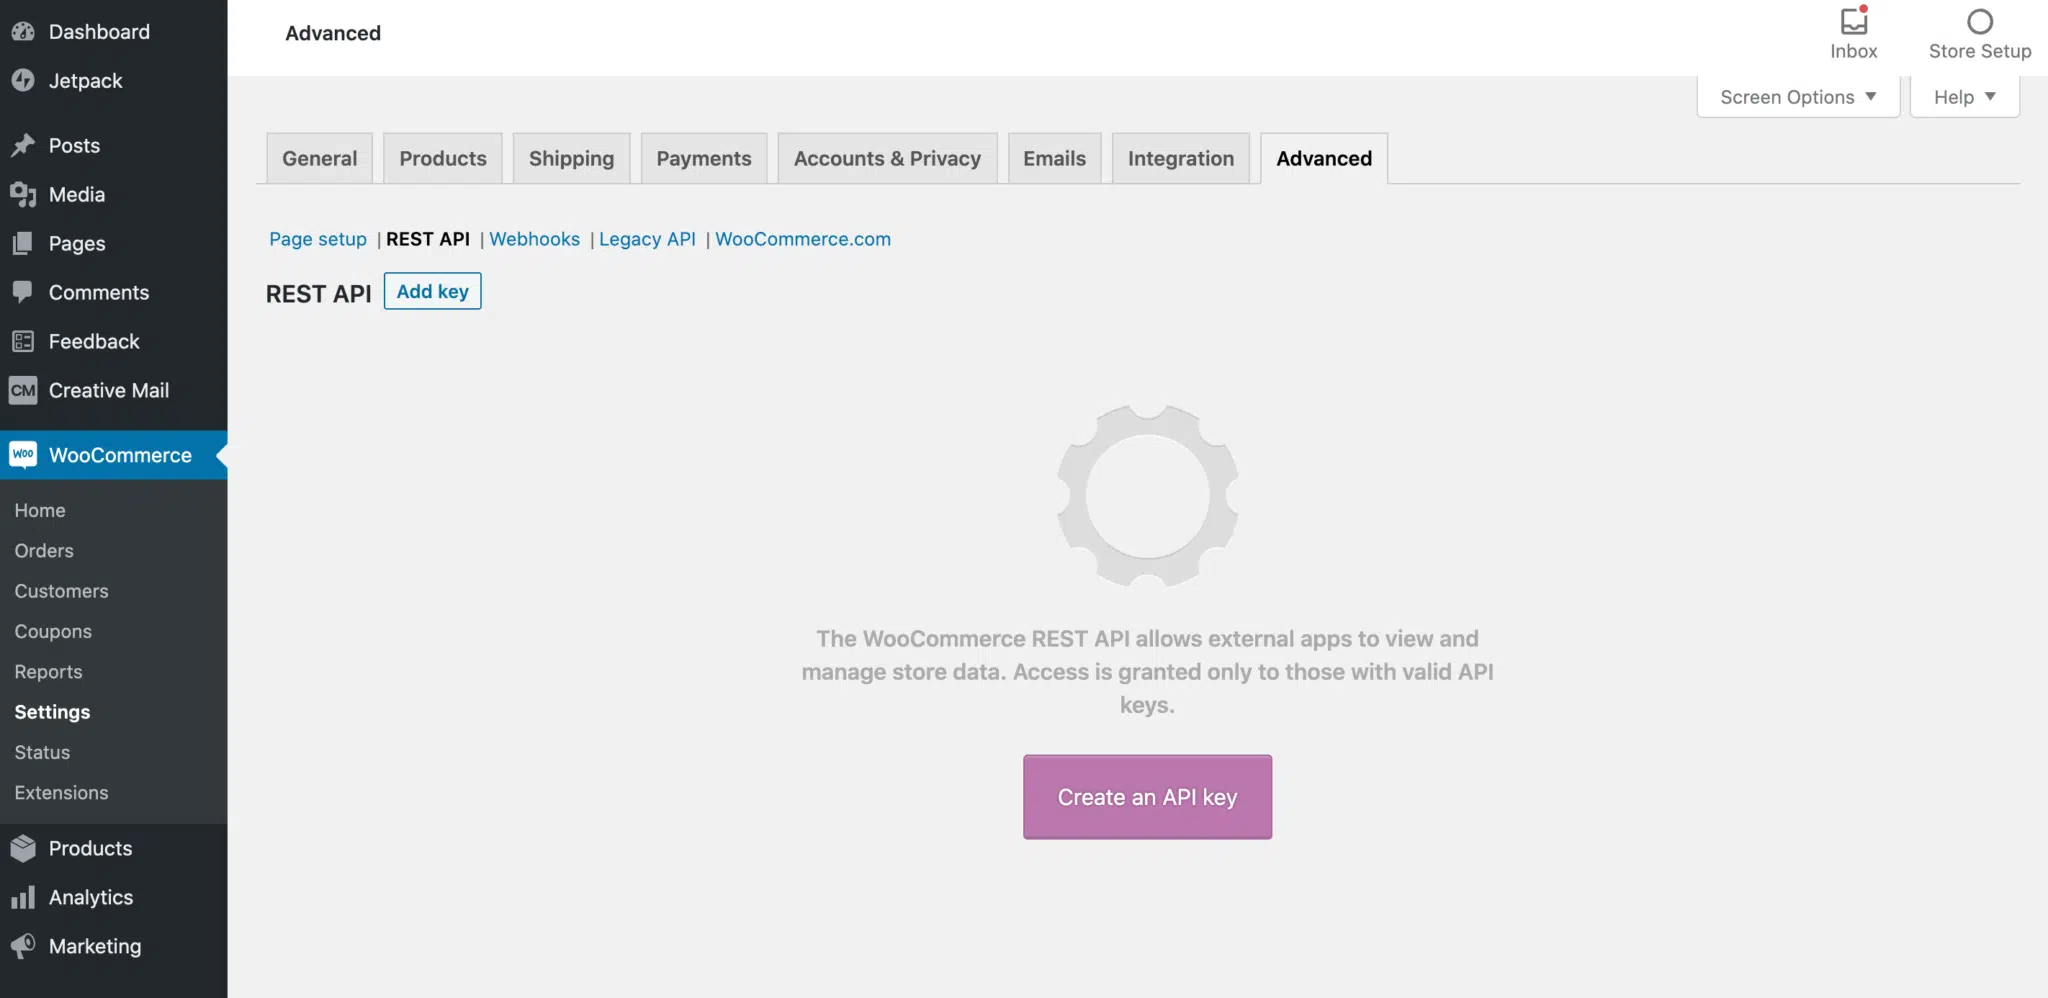 Dashboard
Jetpack
Posts
Media
Pages
Comments
Feedback
CM Creative Mail
Woo WooCommerce
Home
Orders
Customers
Coupons
Reports
Settings
Status
Extensions
Products
Analytics
Marketing
Advanced
Inbox
Store Setup
Screen Options ▼
Help ▼
General
Products
Shipping
Payments
Accounts & Privacy
Emails
Integration
Advanced
Page setup | REST API | Webhooks | Legacy API | WooCommerce.com
REST API Add key
The WooCommerce REST API allows external apps to view and
manage store data. Access is granted only to those with valid API
keys.
Create an API key